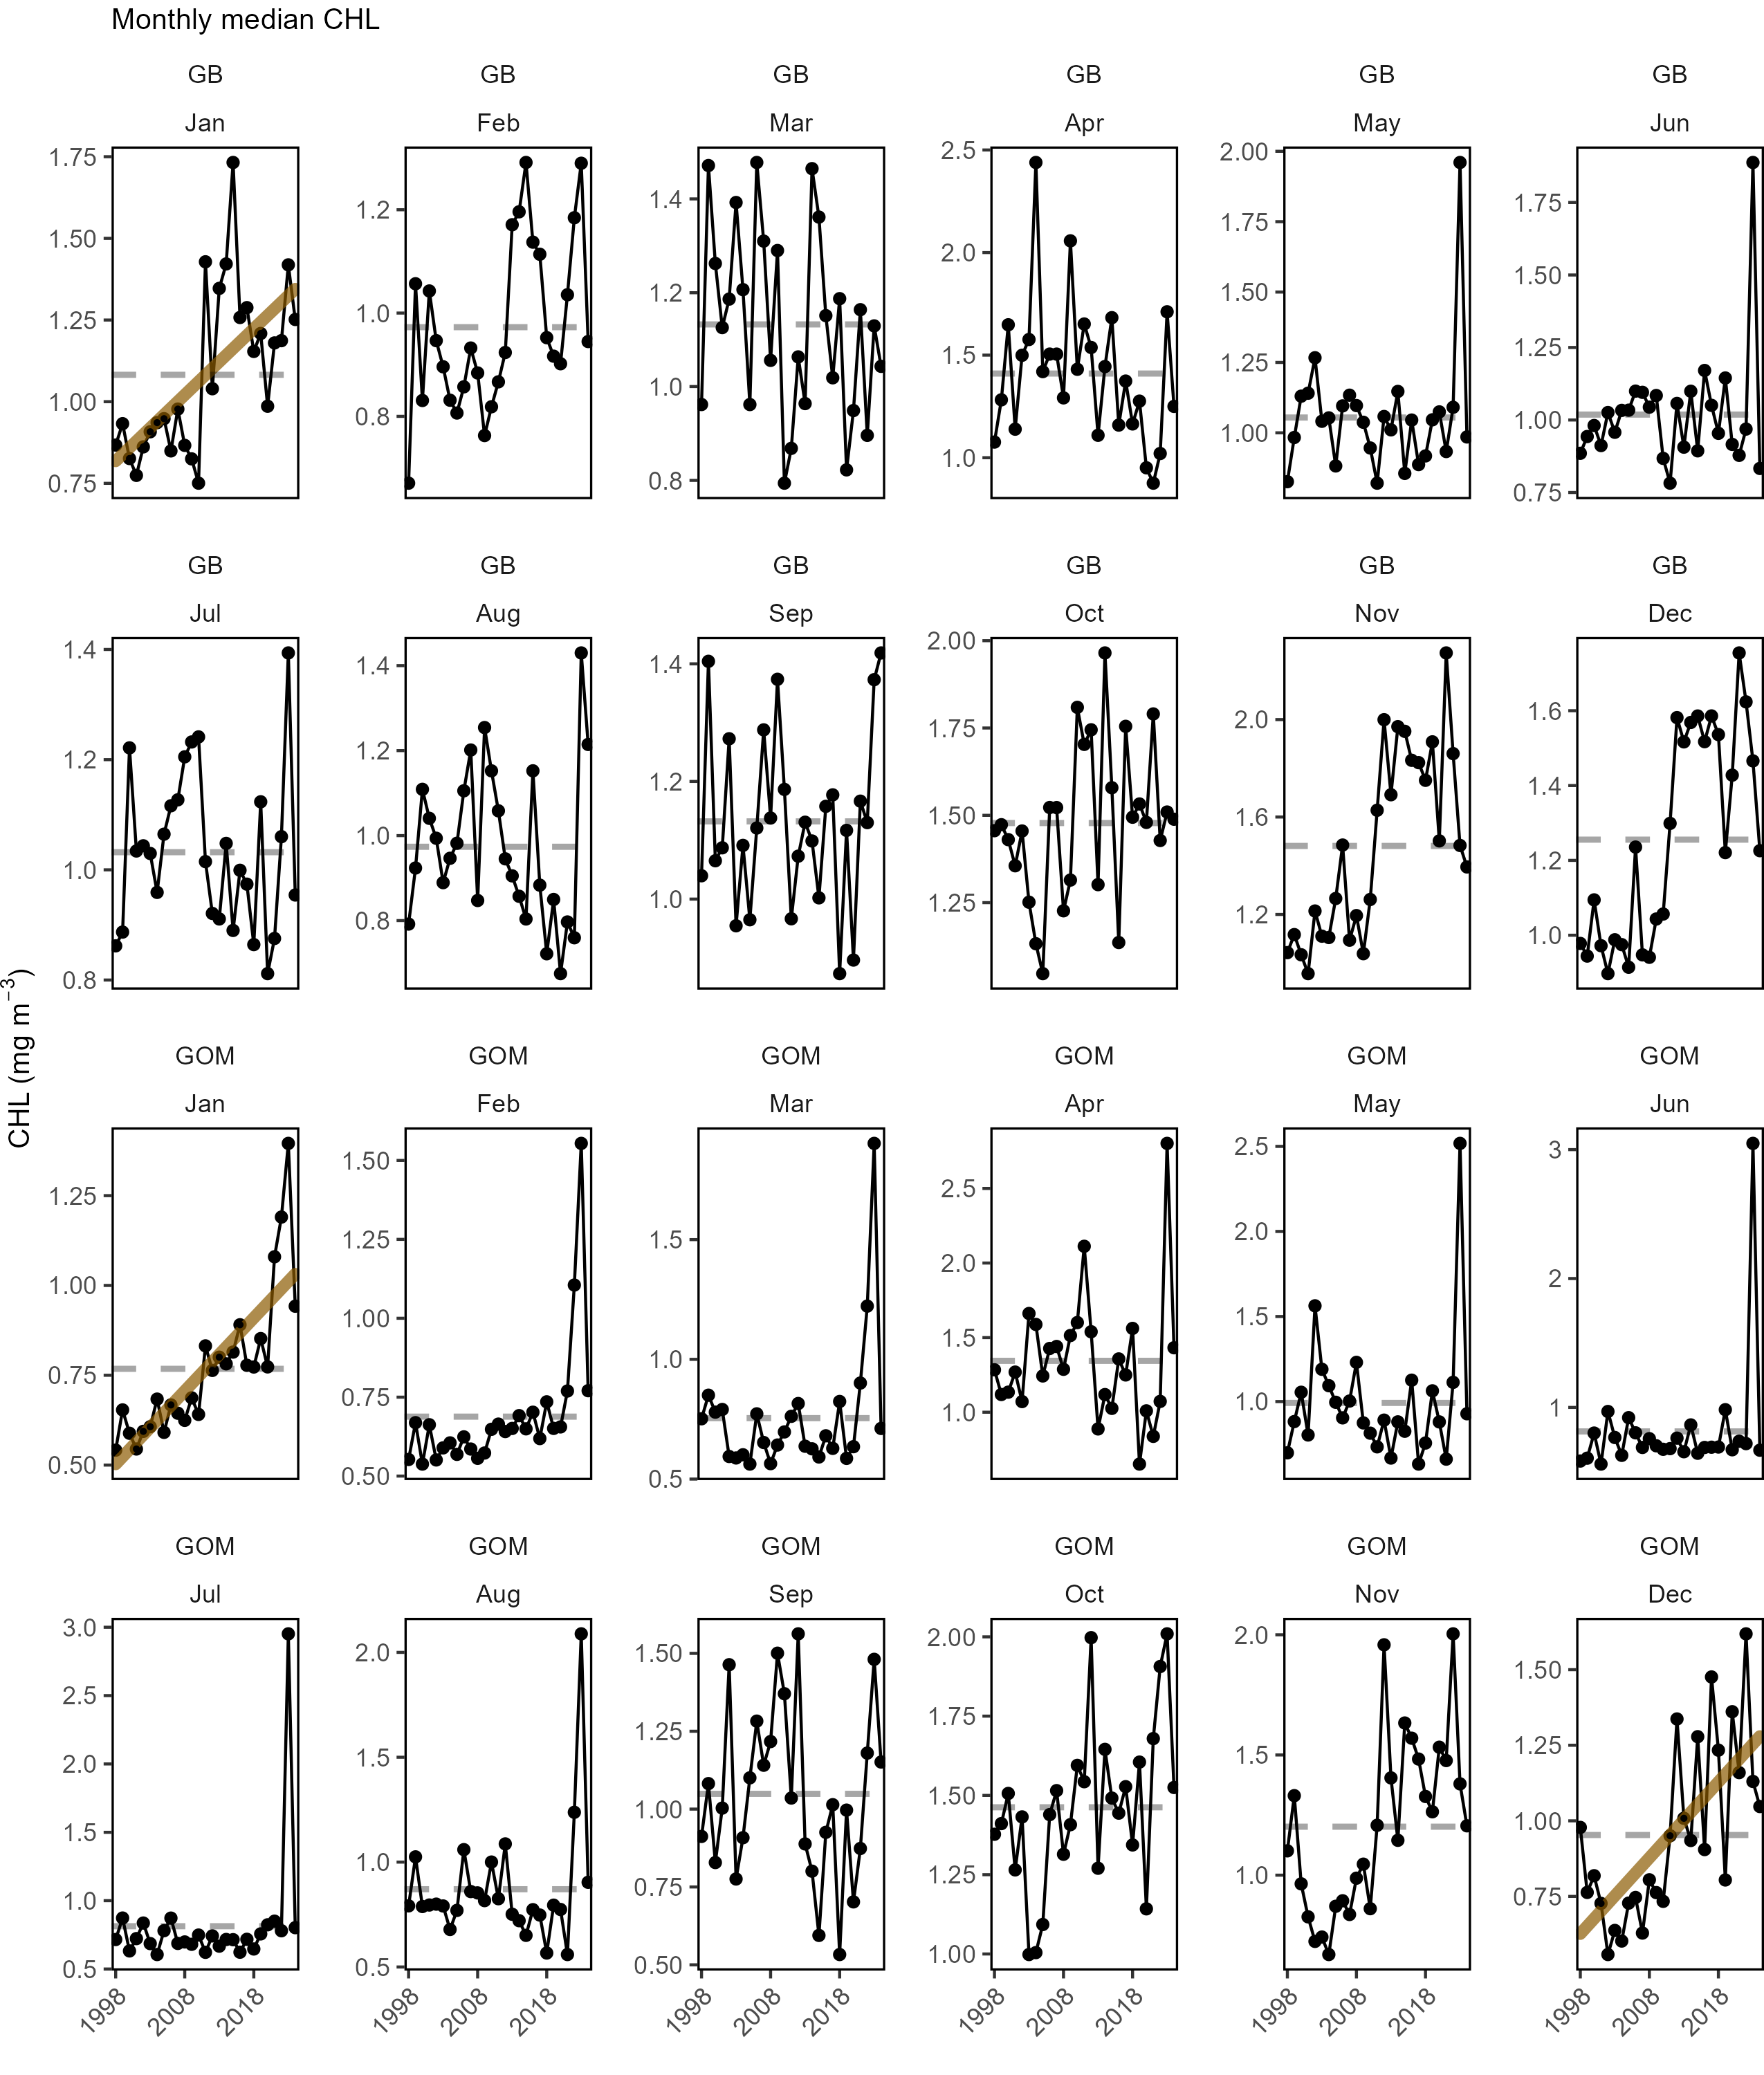 Monthly median CHL
GB GB GB GB GB GB
Jan Feb Mar Apr May Jun
1.75 1.50 1.25 1.00 0.75
1.2 1.0 0.8
1.4 1.2 1.0 0.8
2.5 2.0 1.5 1.0
2.00 1.75 1.50 1.25 1.00
1.75 1.50 1.25 1.00 0.75
GB GB GB GB GB GB
Jul Aug Sep Oct Nov Dec
1.4 1.2 1.0 0.8
1.4 1.2 1.0 0.8
1.4 1.2 1.0
2.00 1.75 1.50 1.25
2.0 1.6 1.2
1.6 1.4 1.2 1.0
CHL (mg m⁻³)
GOM GOM GOM GOM GOM GOM
Jan Feb Mar Apr May Jun
1.25 1.00 0.75 0.50
1.50 1.25 1.00 0.75 0.50
1.5 1.0 0.5
2.5 2.0 1.5 1.0
2.5 2.0 1.5 1.0
3 2 1
GOM GOM GOM GOM GOM GOM
Jul Aug Sep Oct Nov Dec
3.0 2.5 2.0 1.5 1.0 0.5
2.0 1.5 1.0 0.5
1.50 1.25 1.00 0.75 0.50
2.00 1.75 1.50 1.25 1.00
2.0 1.5 1.0
1.50 1.25 1.00 0.75
1998 2008 2018 1998 2008 2018 1998 2008 2018 1998 2008 2018 1998 2008 2018 1998 2008 2018